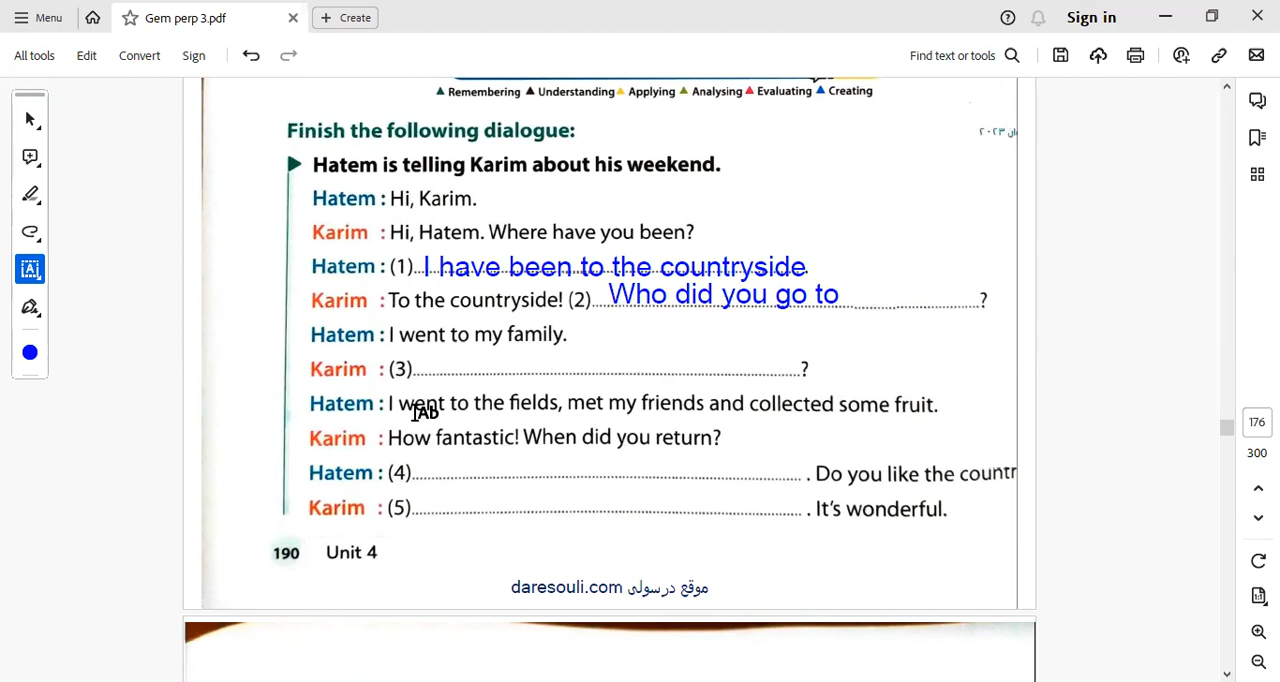 Menu
Gem perp 3.pdf
Create
Sign in
All tools Edit Convert Sign
Find text or tools
Remembering Understanding Applying Analysing Evaluating Creating
Finish the following dialogue:
Hatem is telling Karim about his weekend.
Hatem : Hi, Karim.
Karim : Hi, Hatem. Where have you been?
Hatem : (1) I have been to the countryside.
Karim : To the countryside! (2) Who did you go to ?
Hatem : I went to my family.
Karim : (3) ?
Hatem : I went to the fields, met my friends and collected some fruit.
Karim : How fantastic! When did you return?
Hatem : (4) . Do you like the countr
Karim : (5) . It's wonderful.
190 Unit 4
daresouli.com موقع درسولى
Ab
176
300